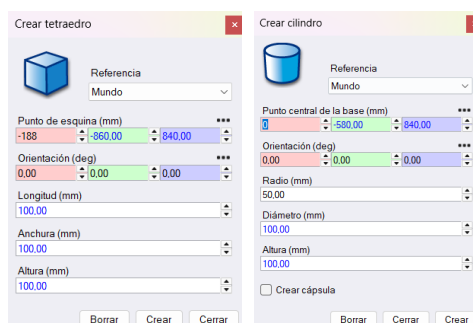 Crear tetraedro
Referencia
Mundo
Punto de esquina (mm)
-188 -860,00 840,00
Orientación (deg)
0,00 0,00 0,00
Longitud (mm)
100,00
Anchura (mm)
100,00
Altura (mm)
100,00
Borrar Crear Cerrar
Crear cilindro
Referencia
Mundo
Punto central de la base (mm)
0 -580,00 840,00
Orientación (deg)
0,00 0,00 0,00
Radio (mm)
50,00
Diámetro (mm)
100,00
Altura (mm)
100,00
Crear cápsula
Borrar Cerrar Crear